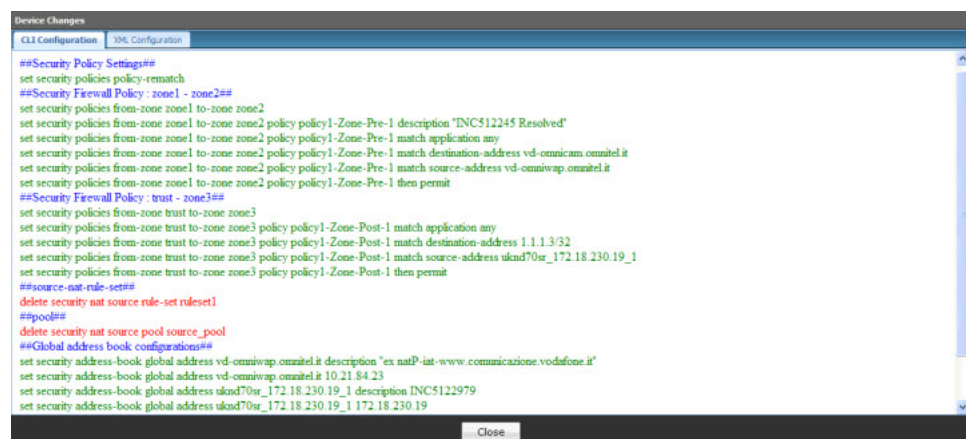 Device Changes
CLI Configuration
XML Configuration
##Security Policy Settings##
set security policies policy-rematch
##Security Firewall Policy : zone1 - zone2##
set security policies from-zone zone1 to-zone zone2
set security policies from-zone zone1 to-zone zone2 policy policy1-Zone-Pre-1 description "INC512245 Resolved"
set security policies from-zone zone1 to-zone zone2 policy policy1-Zone-Pre-1 match application any
set security policies from-zone zone1 to-zone zone2 policy policy1-Zone-Pre-1 match destination-address vd-omnicam.omnitel.it
set security policies from-zone zone1 to-zone zone2 policy policy1-Zone-Pre-1 match source-address vd-omniwap.omnitel.it
set security policies from-zone zone1 to-zone zone2 policy policy1-Zone-Pre-1 then permit
##Security Firewall Policy : trust - zone3##
set security policies from-zone trust to-zone zone3
set security policies from-zone trust to-zone zone3 policy policy1-Zone-Post-1 match application any
set security policies from-zone trust to-zone zone3 policy policy1-Zone-Post-1 match destination-address 1.1.1.3/32
set security policies from-zone trust to-zone zone3 policy policy1-Zone-Post-1 match source-address uknd70sr_172.18.230.19_1
set security policies from-zone trust to-zone zone3 policy policy1-Zone-Post-1 then permit
##source-nat-rule-set##
delete security nat source rule-set ruleset1
##pool##
delete security nat source pool source_pool
##Global address book configurations##
set security address-book global address vd-omniwap.omnitel.it description "ex natP-iat-www.comunicazione.vodafone.it"
set security address-book global address vd-omniwap.omnitel.it 10.21.84.23
set security address-book global address uknd70sr_172.18.230.19_1 description INC5122979
set security address-book global address uknd70sr_172.18.230.19_1 172.18.230.19
Close